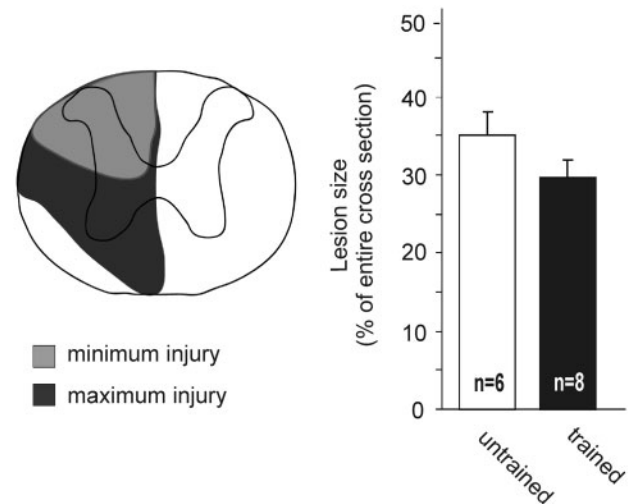 minimum injury
maximum injury
Lesion size
(% of entire cross section)
50
40
30
20
10
0
n=6
n=8
untrained
trained